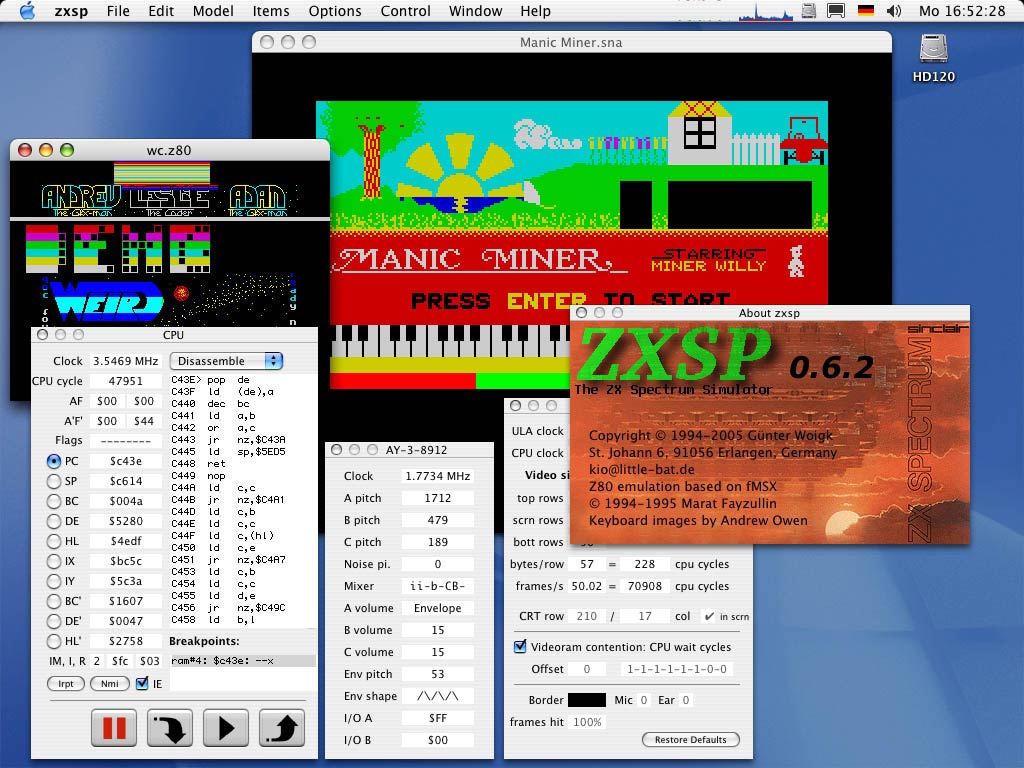 zxsp File Edit Model Items Options Control Window Help Mo 16:52:28
Manic Miner.sna
HD120
wc.z80
ANDREW LESLIE ADAM
The Gfx-man The Coder The Gfx-man
DEMO
WEIRD
MANIC MINER
STARRING
MINER WILLY
PRESS ENTER TO START
CPU
Clock 3.5469 MHz Disassemble
CPU cycle 47951
AF $00 $00
A'F' $00 $44
Flags --------
PC $c43e
SP $c614
BC $004a
DE $5280
HL $4edf
IX $bc5c
IY $5c3a
BC' $1607
DE' $0047
HL' $2758
IM, I, R 2 $fc $03
Irpt Nmi IE
C43E> pop de
C43F ld (de),a
C440 dec bc
C441 ld a,b
C442 or a,c
C443 jr nz,$C43A
C445 ld sp,$5ED5
C448 ret
C449 nop
C44A ld c,c
C44B jr nz,$C4A1
C44D ld c,b
C44E ld c,c
C44F ld c,(hl)
C450 ld c,e
C451 jr nz,$C4A7
C453 ld c,d
C454 ld c,c
C455 ld d,e
C456 jr nz,$C49C
C458 ld b,l
Breakpoints:
ram#4: $c43e: --x
AY-3-8912
Clock 1.7734 MHz
A pitch 1712
B pitch 479
C pitch 189
Noise pi. 0
Mixer ii-b-CB-
A volume Envelope
B volume 15
C volume 15
Env pitch 53
Env shape /\/\/\
I/O A $FF
I/O B $00
ULA clock
CPU clock
Video si
top rows
scrn rows
bott rows
bytes/row 57 = 228 cpu cycles
frames/s 50.02 = 70908 cpu cycles
CRT row 210 / 17 col in scrn
Videoram contention: CPU wait cycles
Offset 0 1-1-1-1-1-1-0-0
Border Mic 0 Ear 0
frames hit 100%
Restore Defaults
About zxsp
ZXSP 0.6.2
The ZX Spectrum Simulator
sinclair
ZX SPECTRUM
Copyright © 1994-2005 Günter Woigk
St. Johann 6, 91056 Erlangen, Germany
kio@little-bat.de
Z80 emulation based on fMSX
© 1994-1995 Marat Fayzullin
Keyboard images by Andrew Owen